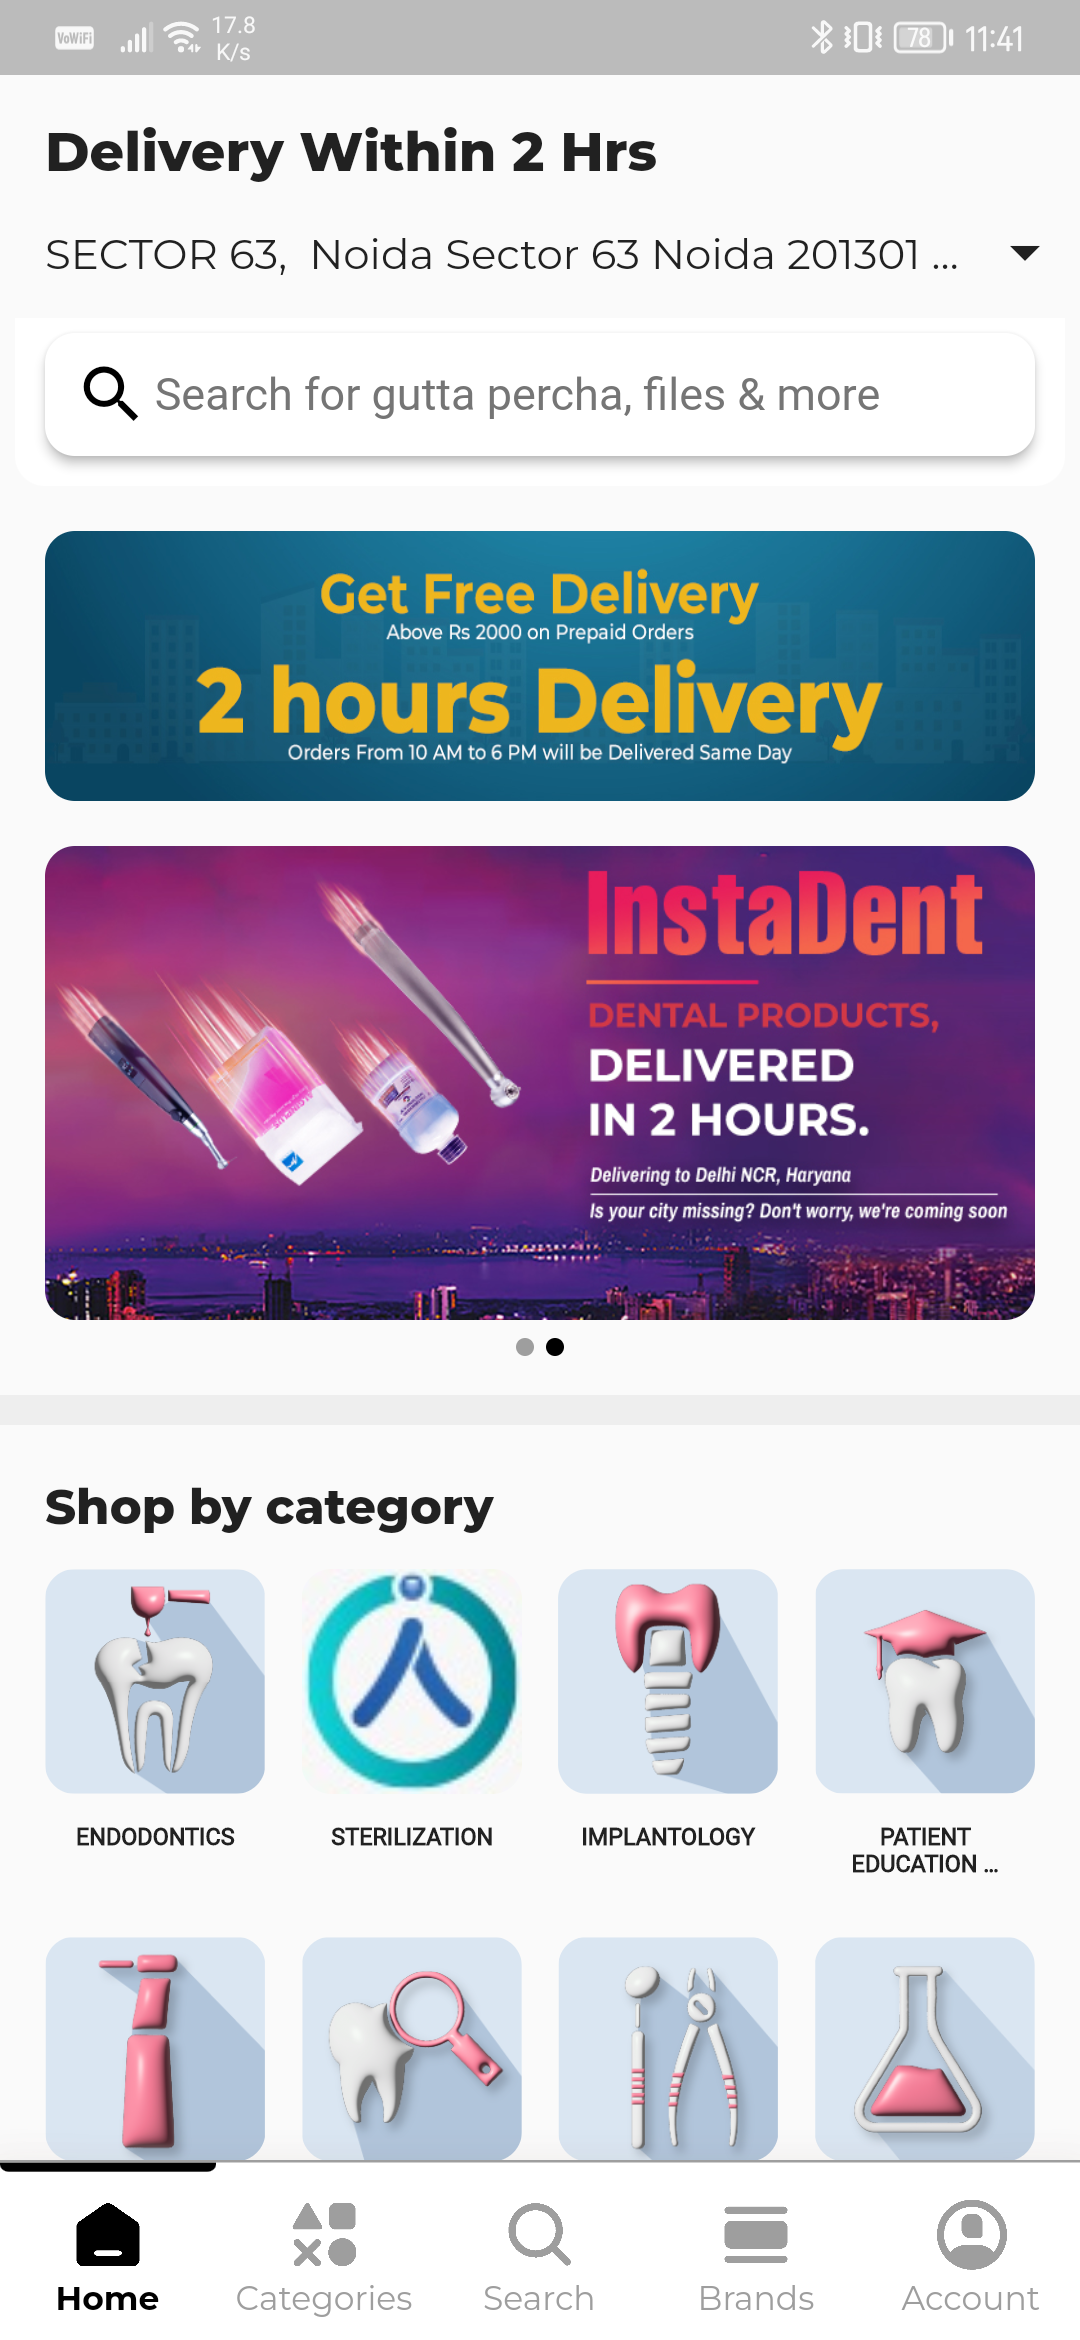 VoWiFi
17.8
K/s
78
11:41
Delivery Within 2 Hrs
SECTOR 63,  Noida Sector 63 Noida 201301 ...
Search for gutta percha, files & more
Get Free Delivery
Above Rs 2000 on Prepaid Orders
2 hours Delivery
Orders From 10 AM to 6 PM will be Delivered Same Day
InstaDent
DENTAL PRODUCTS,
DELIVERED
IN 2 HOURS.
Delivering to Delhi NCR, Haryana
Is your city missing? Don't worry, we're coming soon
Shop by category
ENDODONTICS
STERILIZATION
IMPLANTOLOGY
PATIENT
EDUCATION ...
Home
Categories
Search
Brands
Account